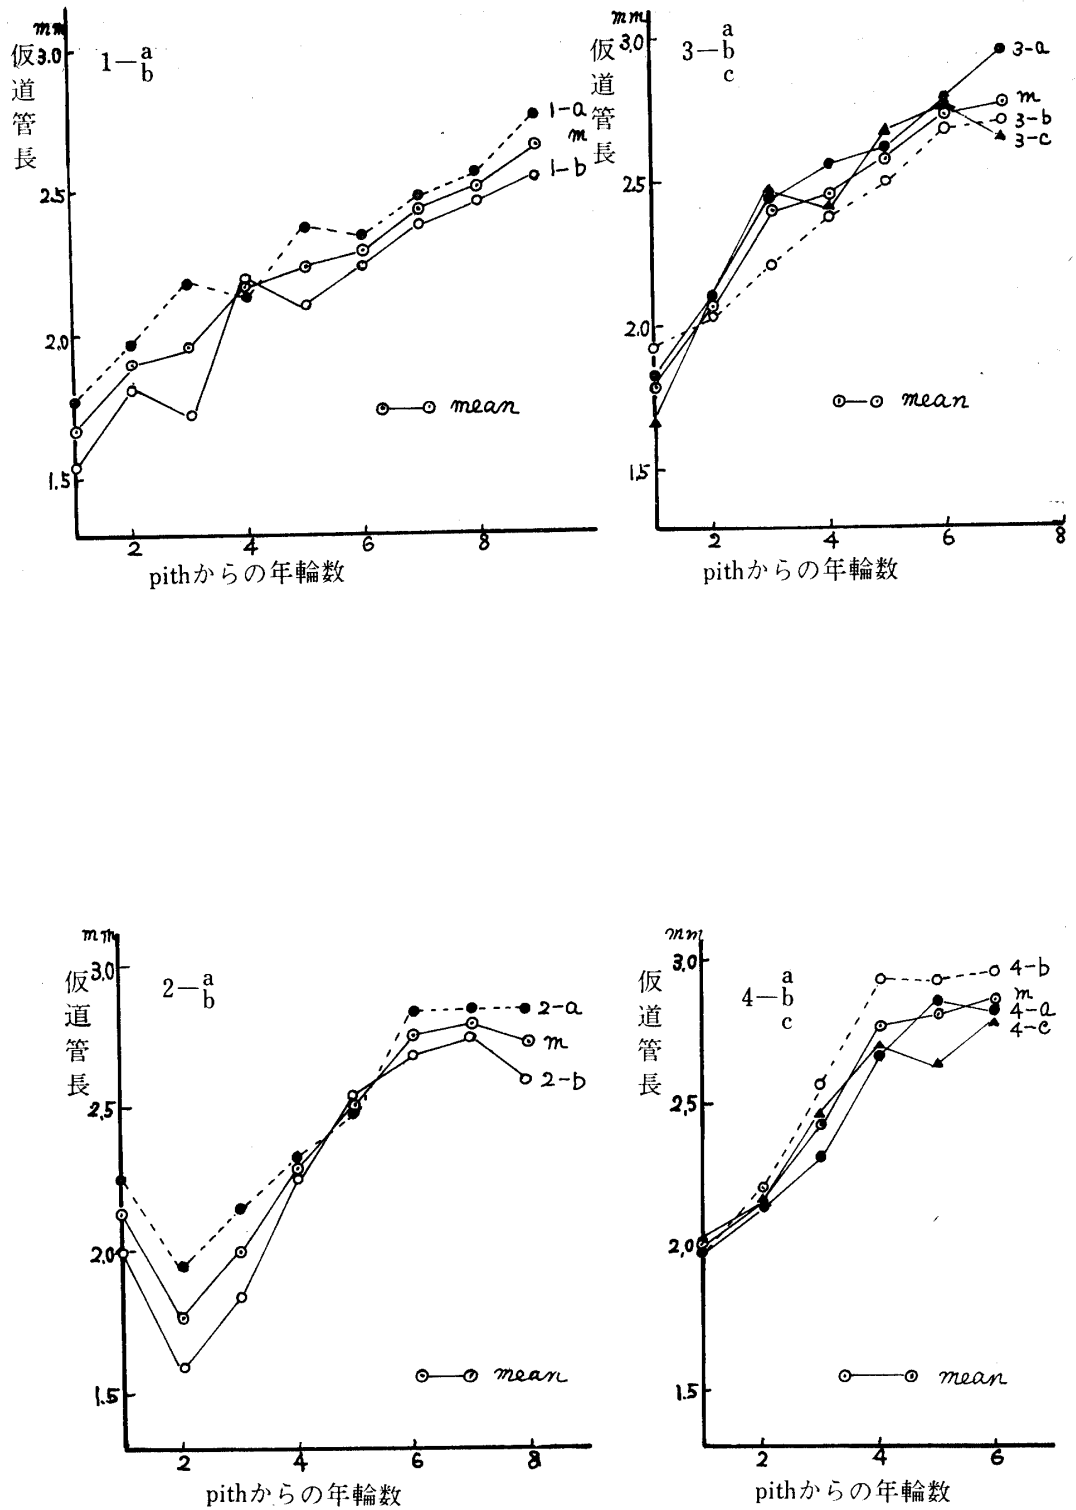 mm
仮道管長
3.0
2.5
2.0
1.5
1—a
b
1-a
m
1-b
mean
2 4 6 8
pithからの年輪数
mm
仮道管長
3.0
2.5
2.0
1.5
3—a
b
c
3-a
m
3-b
3-c
mean
2 4 6 8
pithからの年輪数
mm
仮道管長
3.0
2.5
2.0
1.5
2—a
b
2-a
m
2-b
mean
2 4 6 8
pithからの年輪数
mm
仮道管長
3.0
2.5
2.0
1.5
4—a
b
c
4-b
m
4-a
4-c
mean
2 4 6
pithからの年輪数